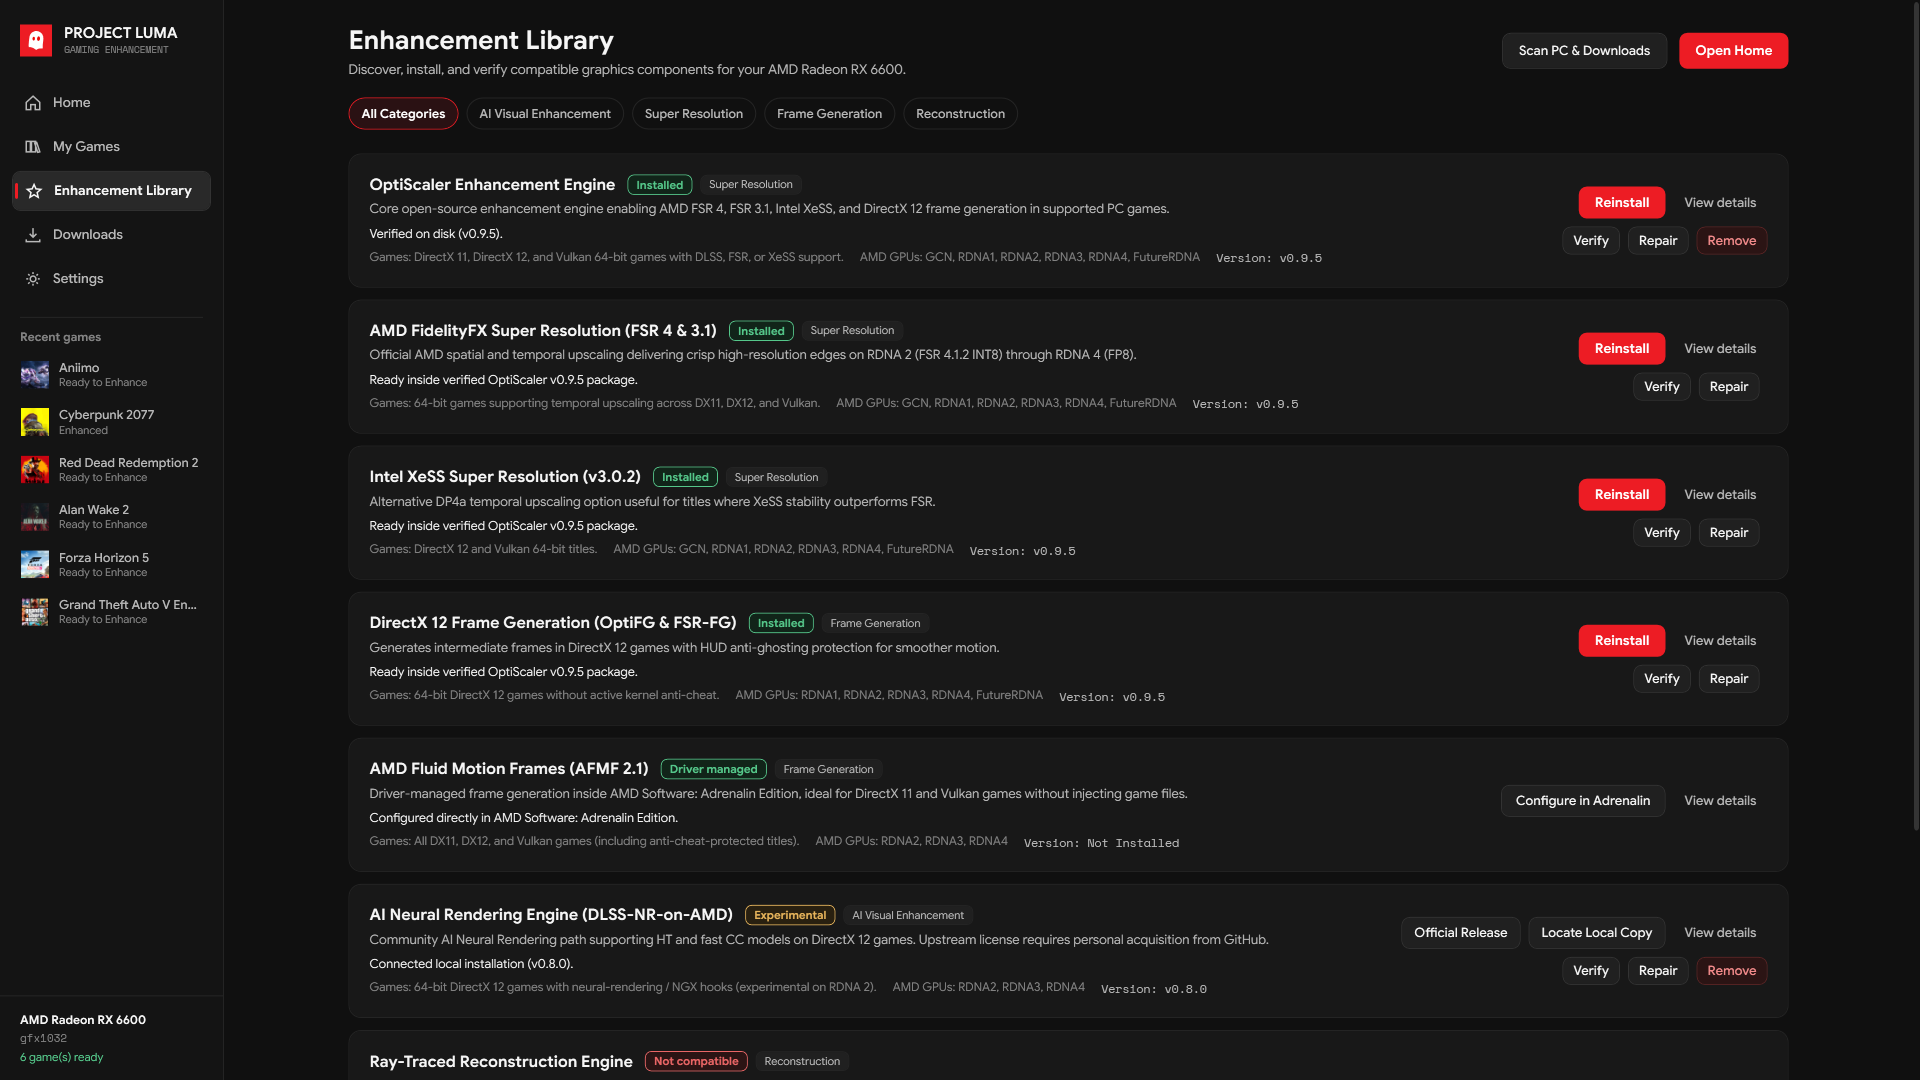 PROJECT LUMA
GAMING ENHANCEMENT
Home
My Games
Enhancement Library
Downloads
Settings
Recent games
Aniimo
Ready to Enhance
Cyberpunk 2077
Enhanced
Red Dead Redemption 2
Ready to Enhance
Alan Wake 2
Ready to Enhance
Forza Horizon 5
Ready to Enhance
Grand Theft Auto V En...
Ready to Enhance
AMD Radeon RX 6600
gfx1032
6 game(s) ready
Enhancement Library
Discover, install, and verify compatible graphics components for your AMD Radeon RX 6600.
Scan PC & Downloads
Open Home
All Categories
AI Visual Enhancement
Super Resolution
Frame Generation
Reconstruction
OptiScaler Enhancement Engine Installed Super Resolution
Core open-source enhancement engine enabling AMD FSR 4, FSR 3.1, Intel XeSS, and DirectX 12 frame generation in supported PC games.
Verified on disk (v0.9.5).
Games: DirectX 11, DirectX 12, and Vulkan 64-bit games with DLSS, FSR, or XeSS support. AMD GPUs: GCN, RDNA1, RDNA2, RDNA3, RDNA4, FutureRDNA Version: v0.9.5
Reinstall View details
Verify Repair Remove
AMD FidelityFX Super Resolution (FSR 4 & 3.1) Installed Super Resolution
Official AMD spatial and temporal upscaling delivering crisp high-resolution edges on RDNA 2 (FSR 4.1.2 INT8) through RDNA 4 (FP8).
Ready inside verified OptiScaler v0.9.5 package.
Games: 64-bit games supporting temporal upscaling across DX11, DX12, and Vulkan. AMD GPUs: GCN, RDNA1, RDNA2, RDNA3, RDNA4, FutureRDNA Version: v0.9.5
Reinstall View details
Verify Repair
Intel XeSS Super Resolution (v3.0.2) Installed Super Resolution
Alternative DP4a temporal upscaling option useful for titles where XeSS stability outperforms FSR.
Ready inside verified OptiScaler v0.9.5 package.
Games: DirectX 12 and Vulkan 64-bit titles. AMD GPUs: GCN, RDNA1, RDNA2, RDNA3, RDNA4, FutureRDNA Version: v0.9.5
Reinstall View details
Verify Repair
DirectX 12 Frame Generation (OptiFG & FSR-FG) Installed Frame Generation
Generates intermediate frames in DirectX 12 games with HUD anti-ghosting protection for smoother motion.
Ready inside verified OptiScaler v0.9.5 package.
Games: 64-bit DirectX 12 games without active kernel anti-cheat. AMD GPUs: RDNA1, RDNA2, RDNA3, RDNA4, FutureRDNA Version: v0.9.5
Reinstall View details
Verify Repair
AMD Fluid Motion Frames (AFMF 2.1) Driver managed Frame Generation
Driver-managed frame generation inside AMD Software: Adrenalin Edition, ideal for DirectX 11 and Vulkan games without injecting game files.
Configured directly in AMD Software: Adrenalin Edition.
Games: All DX11, DX12, and Vulkan games (including anti-cheat-protected titles). AMD GPUs: RDNA2, RDNA3, RDNA4 Version: Not Installed
Configure in Adrenalin View details
AI Neural Rendering Engine (DLSS-NR-on-AMD) Experimental AI Visual Enhancement
Community AI Neural Rendering path supporting HT and fast CC models on DirectX 12 games. Upstream license requires personal acquisition from GitHub.
Connected local installation (v0.8.0).
Games: 64-bit DirectX 12 games with neural-rendering / NGX hooks (experimental on RDNA 2). AMD GPUs: RDNA2, RDNA3, RDNA4 Version: v0.8.0
Official Release Locate Local Copy View details
Verify Repair Remove
Ray-Traced Reconstruction Engine Not compatible Reconstruction